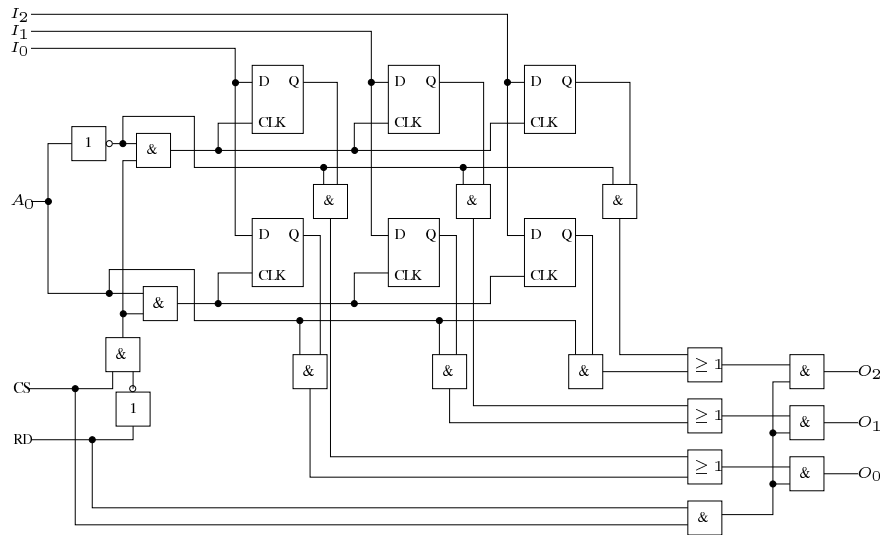 I₂
I₁
I₀
D Q
CLK
D Q
CLK
D Q
CLK
1
&
A₀
&
&
&
D Q
CLK
D Q
CLK
D Q
CLK
&
&
&
&
&
CS
1
RD
≥ 1
&
O₂
≥ 1
&
O₁
≥ 1
&
O₀
&